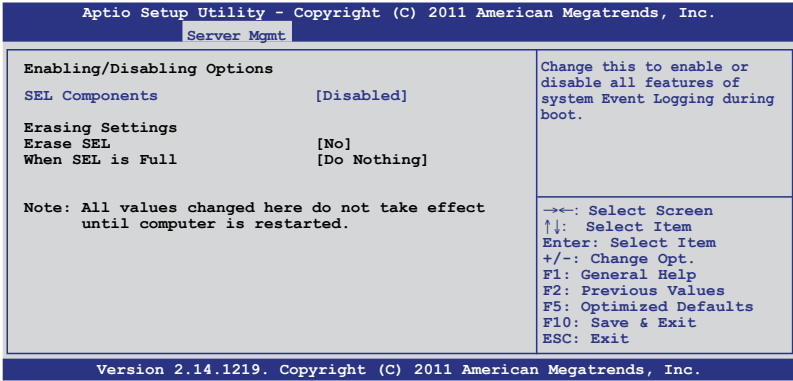 Aptio Setup Utility - Copyright (C) 2011 American Megatrends, Inc.
Server Mgmt
Enabling/Disabling Options
SEL Components [Disabled]
Erasing Settings
Erase SEL [No]
When SEL is Full [Do Nothing]
Note: All values changed here do not take effect
until computer is restarted.
Change this to enable or
disable all features of
system Event Logging during
boot.
→←: Select Screen
↑↓: Select Item
Enter: Select Item
+/-: Change Opt.
F1: General Help
F2: Previous Values
F5: Optimized Defaults
F10: Save & Exit
ESC: Exit
Version 2.14.1219. Copyright (C) 2011 American Megatrends, Inc.